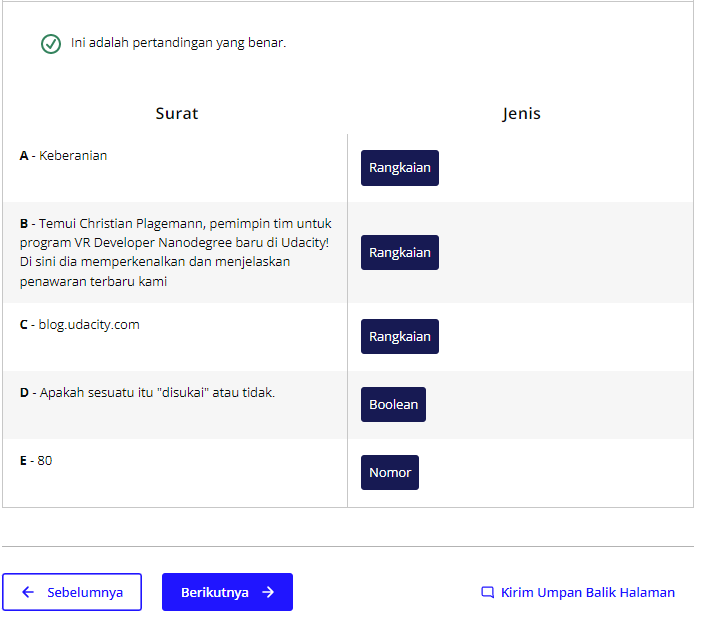 Ini adalah pertandingan yang benar.
Surat
Jenis
A - Keberanian
Rangkaian
B - Temui Christian Plagemann, pemimpin tim untuk
program VR Developer Nanodegree baru di Udacity!
Di sini dia memperkenalkan dan menjelaskan
penawaran terbaru kami
Rangkaian
C - blog.udacity.com
Rangkaian
D - Apakah sesuatu itu "disukai" atau tidak.
Boolean
E - 80
Nomor
Sebelumnya
Berikutnya
Kirim Umpan Balik Halaman